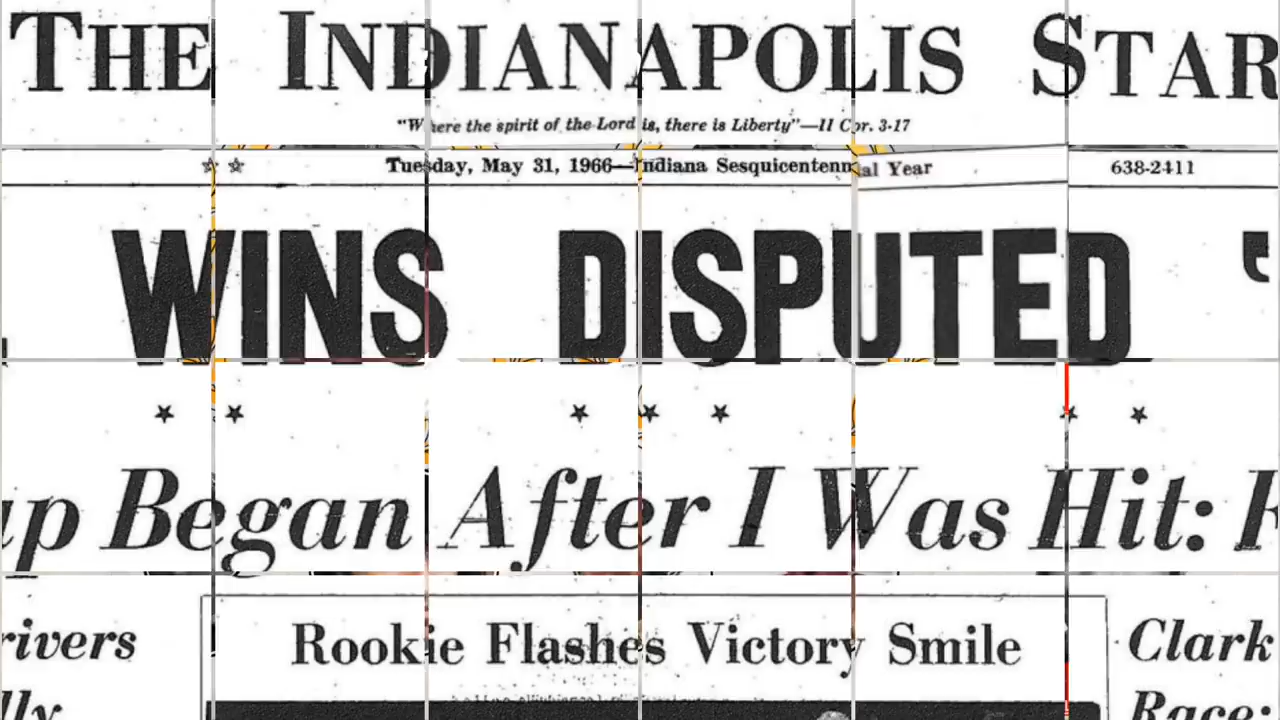 THE INDIANAPOLIS STAR
"Where the spirit of the Lord is, there is Liberty"—II Cor. 3-17
Tuesday, May 31, 1966—Indiana Sesquicentennial Year 638-2411
WINS DISPUTED '
Began After I Was Hit:
Rookie Flashes Victory Smile
Clark
Race: